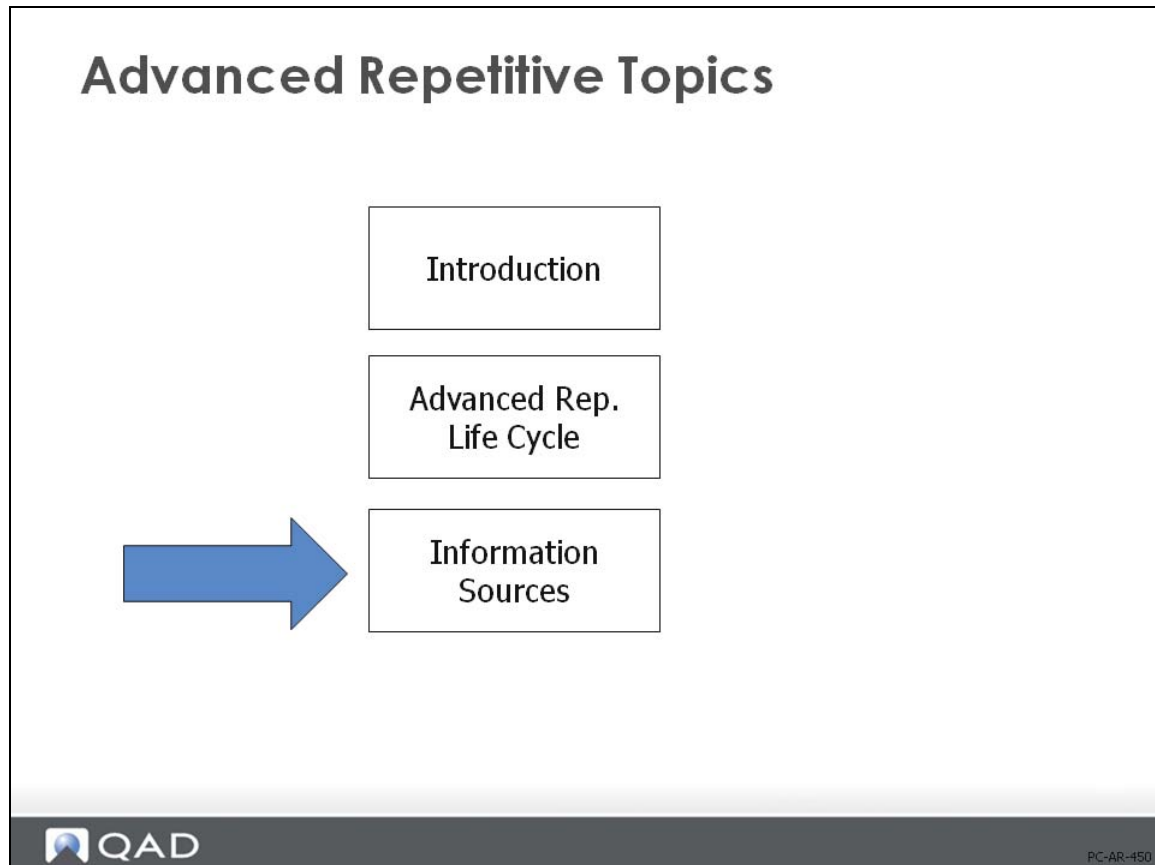 Advanced Repetitive Topics
Introduction
Advanced Rep.
Life Cycle
Information
Sources
QAD
PC-AR-450